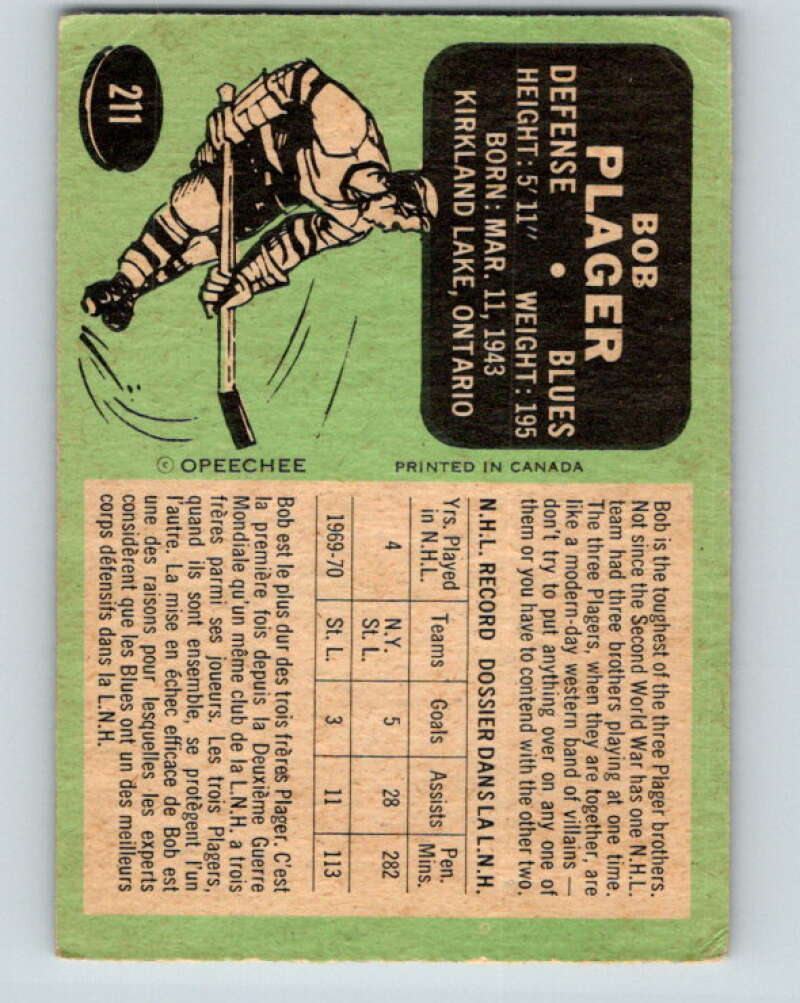 211
BOB
PLAGER
DEFENSE • BLUES
HEIGHT: 5'11" WEIGHT: 195
BORN: MAR. 11, 1943
KIRKLAND LAKE, ONTARIO
© OPEECHEE
PRINTED IN CANADA
Bob is the toughest of the three Plager brothers.
Not since the Second World War has one N.H.L.
team had three brothers playing at one time.
The three Plagers, when they are together, are
like a modern-day western band of villains —
don't try to put anything over on any one of
them or you have to contend with the other two.
N.H.L. RECORD DOSSIER DANS LA L.N.H.
Yrs. Played in N.H.L. Teams Goals Assists Pen. Mins.
4 N.Y. St. L. 5 28 282
1969-70 St. L. 3 11 113
Bob est le plus dur des trois frères Plager. C'est
la première fois depuis la Deuxième Guerre
Mondiale qu'un même club de la L.N.H. a trois
frères parmi ses joueurs. Les trois Plagers,
quand ils sont ensemble, se protègent l'un
l'autre. La mise en échec efficace de Bob est
une des raisons pour lesquelles les experts
considèrent que les Blues ont un des meilleurs
corps défensifs dans la L.N.H.